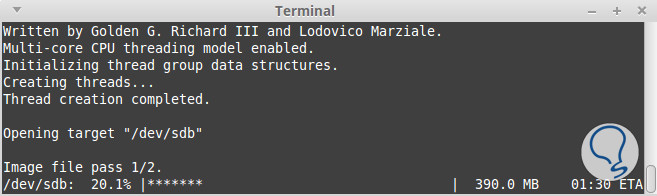 Terminal
Written by Golden G. Richard III and Lodovico Marziale.
Multi-core CPU threading model enabled.
Initializing thread group data structures.
Creating threads...
Thread creation completed.
Opening target "/dev/sdb"
Image file pass 1/2.
/dev/sdb:  20.1% |*******                              |  390.0 MB    01:30 ETA